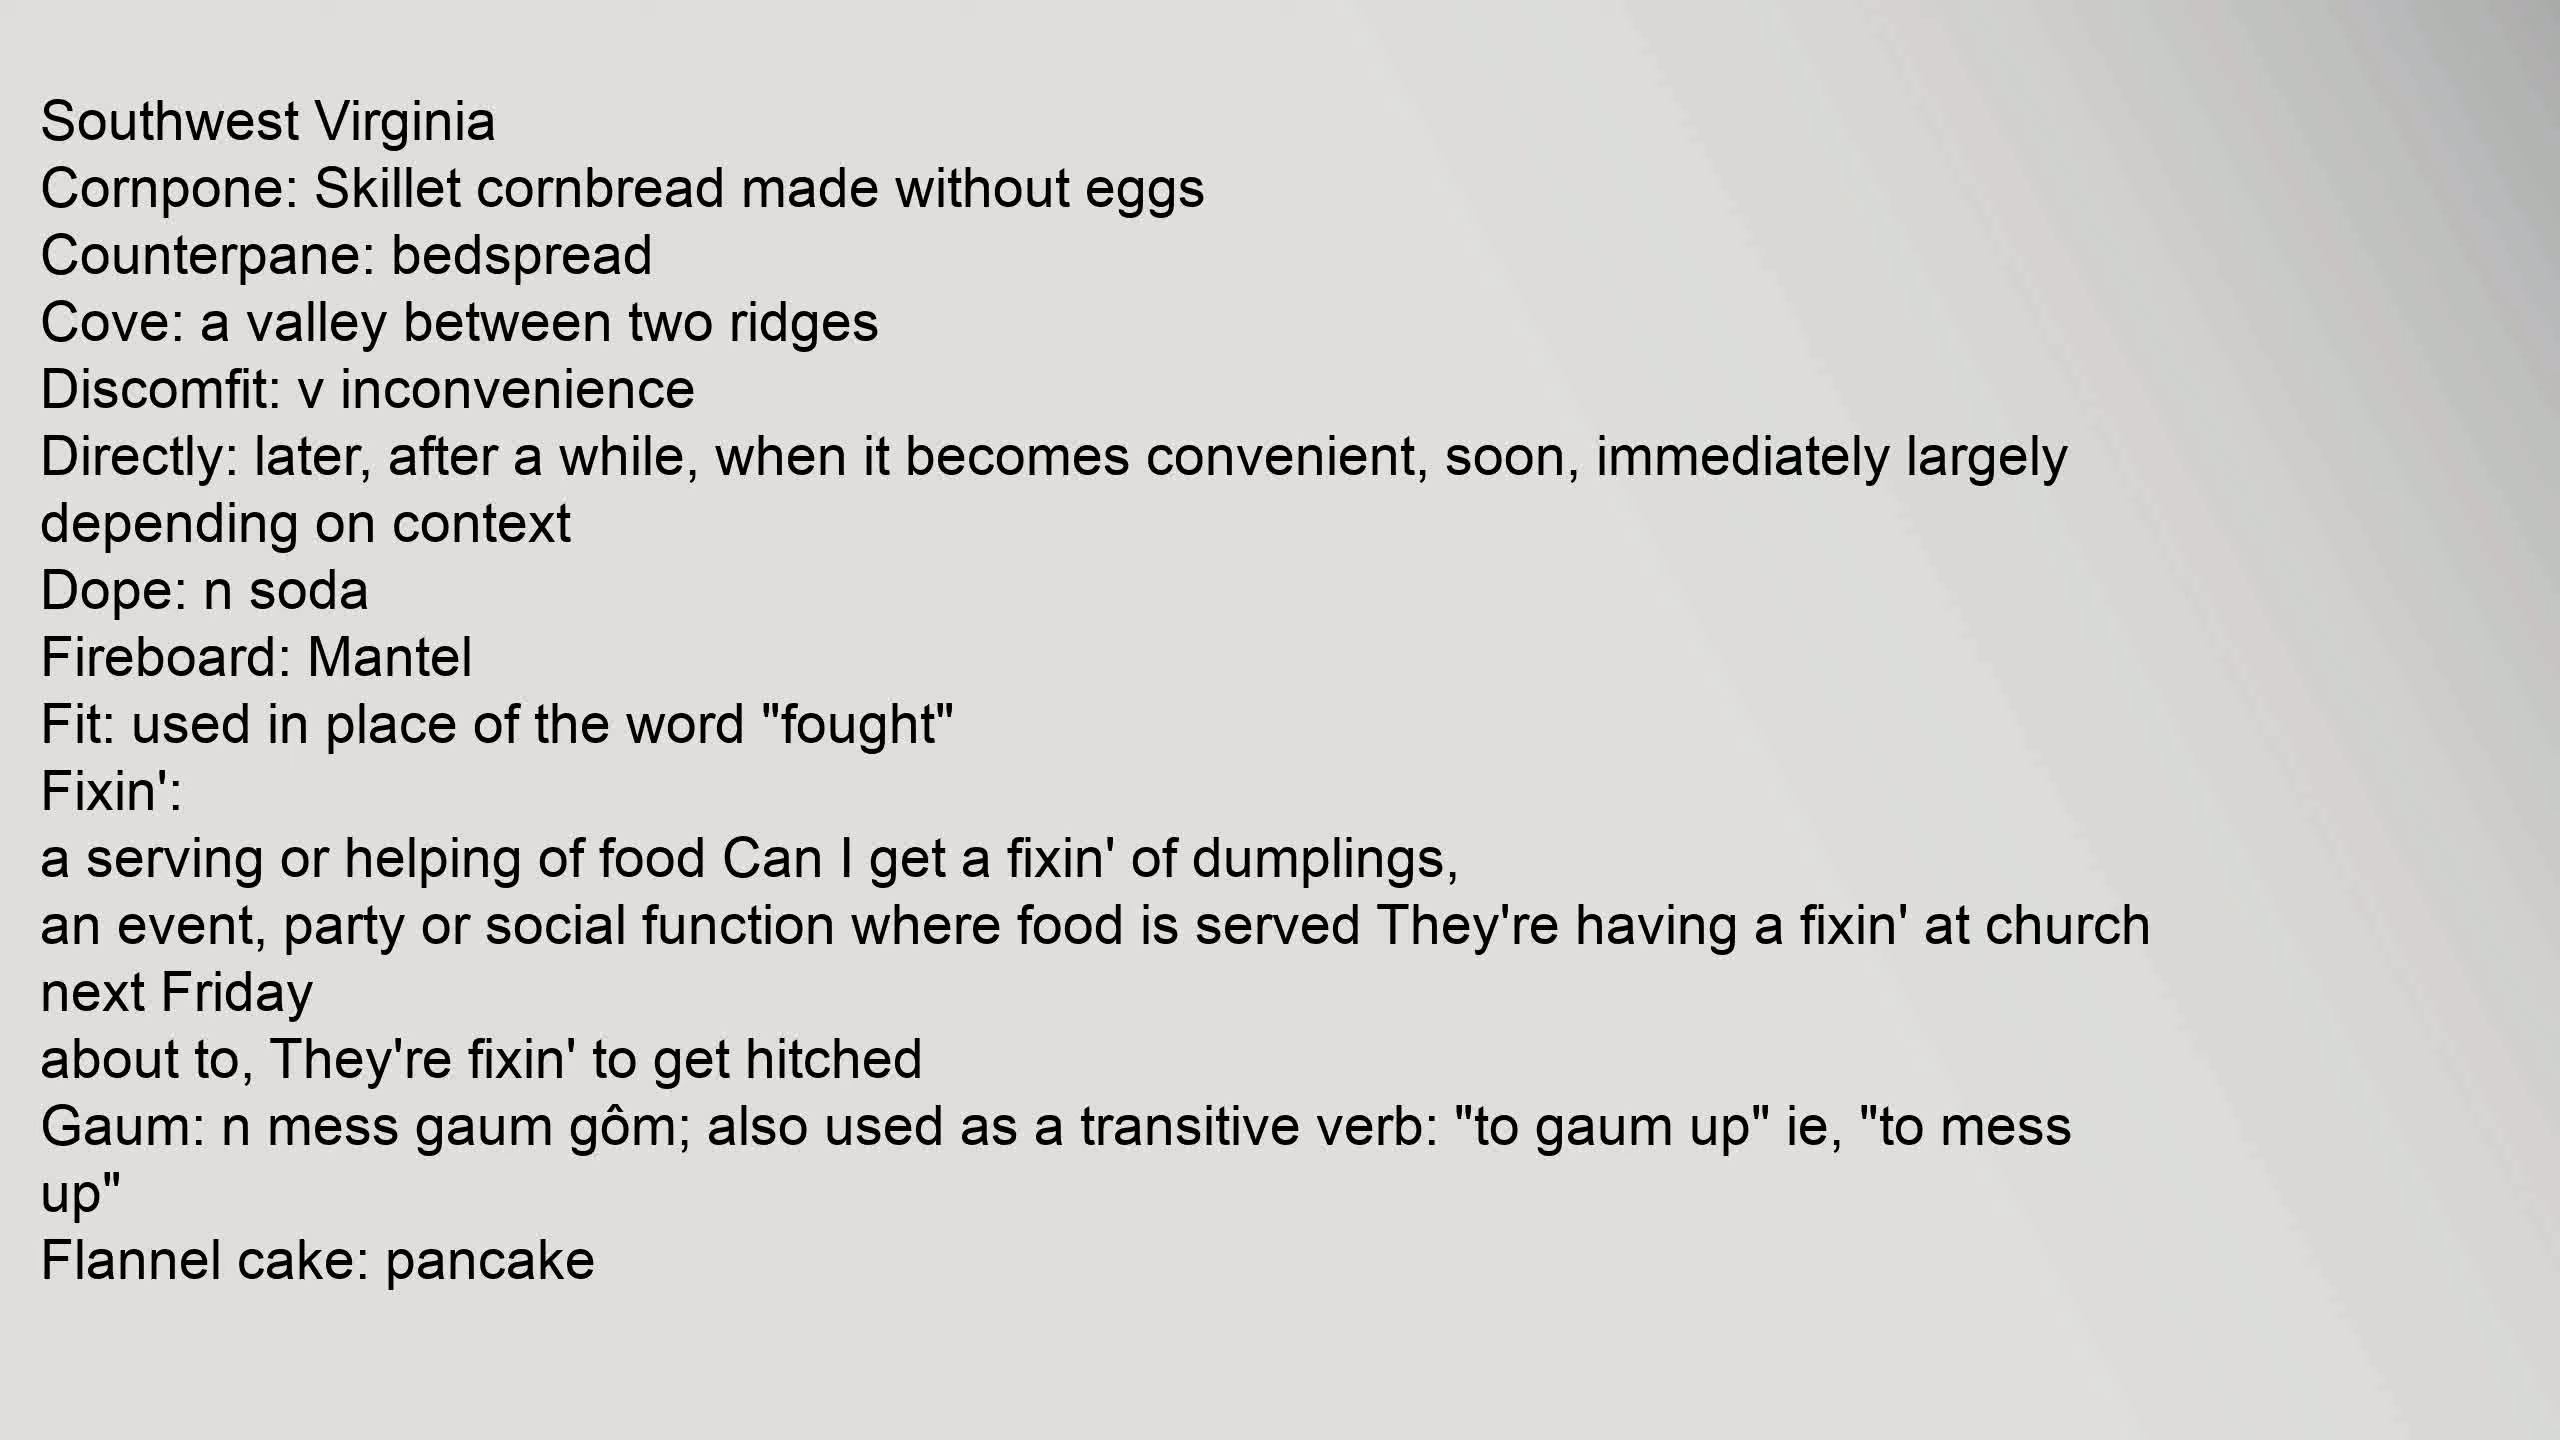 Southwest Virginia
Cornpone: Skillet cornbread made without eggs
Counterpane: bedspread
Cove: a valley between two ridges
Discomfit: v inconvenience
Directly: later, after a while, when it becomes convenient, soon, immediately largely
depending on context
Dope: n soda
Fireboard: Mantel
Fit: used in place of the word "fought"
Fixin':
a serving or helping of food Can I get a fixin' of dumplings,
an event, party or social function where food is served They're having a fixin' at church
next Friday
about to, They're fixin' to get hitched
Gaum: n mess gaum gôm; also used as a transitive verb: "to gaum up" ie, "to mess
up"
Flannel cake: pancake